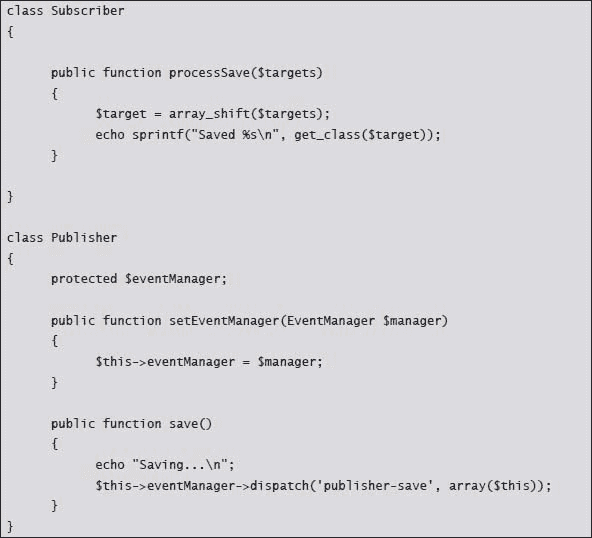 class Subscriber
{
public function processSave($targets)
{
$target = array_shift($targets);
echo sprintf("Saved %s\n", get_class($target));
}
}
class Publisher
{
protected $eventManager;
public function setEventManager(EventManager $manager)
{
$this->eventManager = $manager;
}
public function save()
{
echo "Saving...\n";
$this->eventManager->dispatch('publisher-save', array($this));
}
}